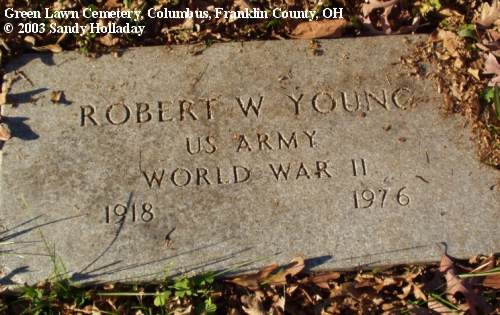 Green Lawn Cemetery, Columbus, Franklin County, OH
© 2003 Sandy Holladay
ROBERT W YOUNG
US ARMY
WORLD WAR II
1918 1976